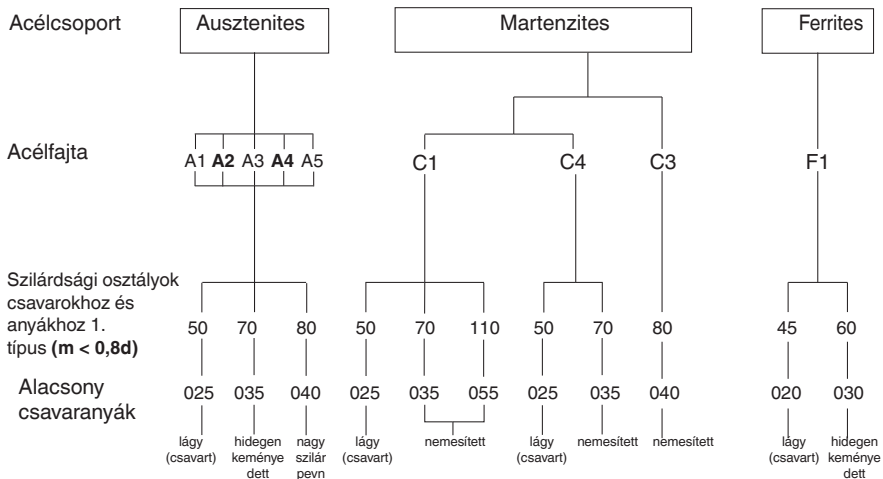 Acélcsoport Ausztenites Martenzites Ferrites
Acélfajta A1 A2 A3 A4 A5 C1 C4 C3 F1
Szilárdsági osztályok
csavarokhoz és
anyákhoz 1.
típus (m < 0,8d)
50 70 80 50 70 110 50 70 80 45 60
Alacsony
csavaranyák
025 035 040 025 035 055 025 035 040 020 030
lágy
(csavart)
hidegen
keménye
dett
nagy
szilár
pevn
lágy
(csavart)
nemesített
lágy
(csavart)
nemesített
nemesített
lágy
(csavart)
hidegen
keménye
dett